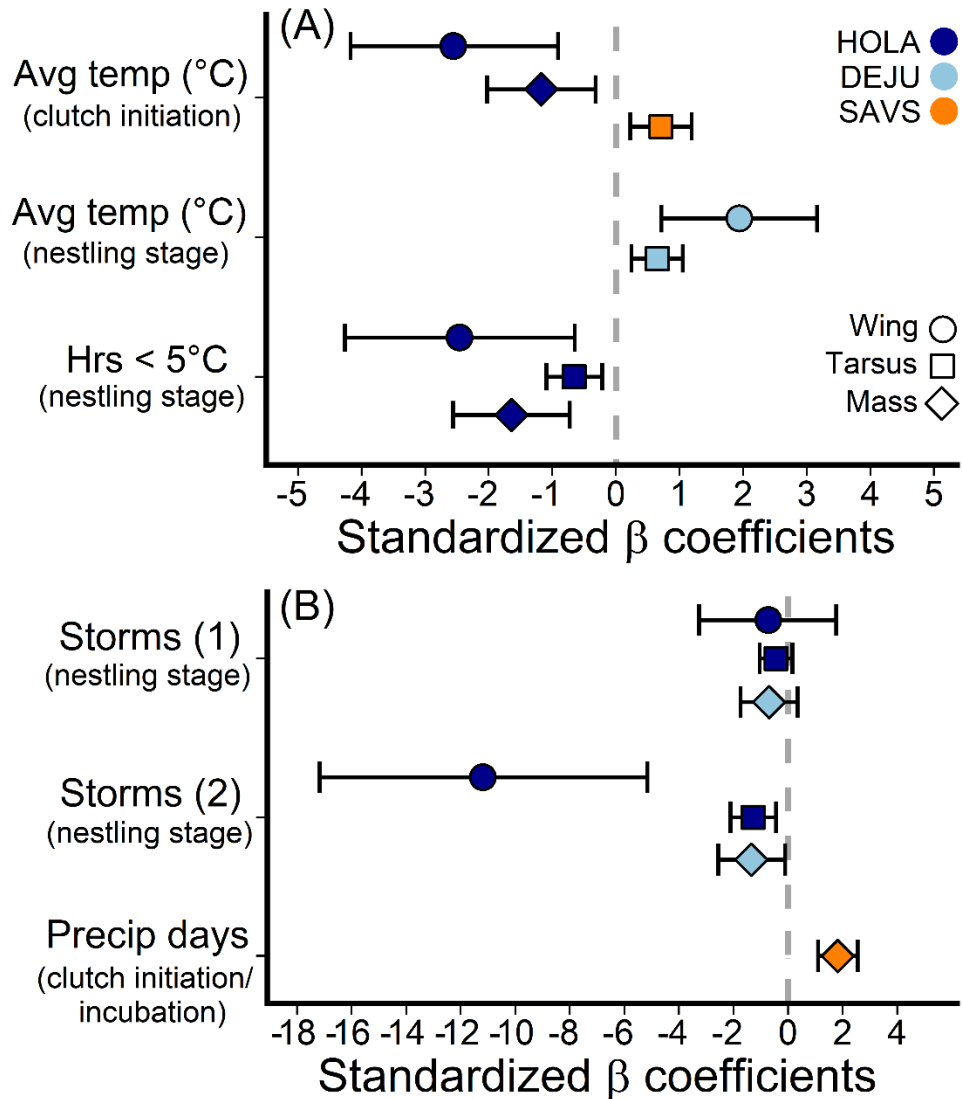 (A)
HOLA
DEJU
SAVS
Avg temp (°C)
(clutch initiation)
Avg temp (°C)
(nestling stage)
Hrs < 5°C
(nestling stage)
Wing
Tarsus
Mass
-5 -4 -3 -2 -1 0 1 2 3 4 5
Standardized β coefficients
(B)
Storms (1)
(nestling stage)
Storms (2)
(nestling stage)
Precip days
(clutch initiation/
incubation)
-18 -16 -14 -12 -10 -8 -6 -4 -2 0 2 4
Standardized β coefficients